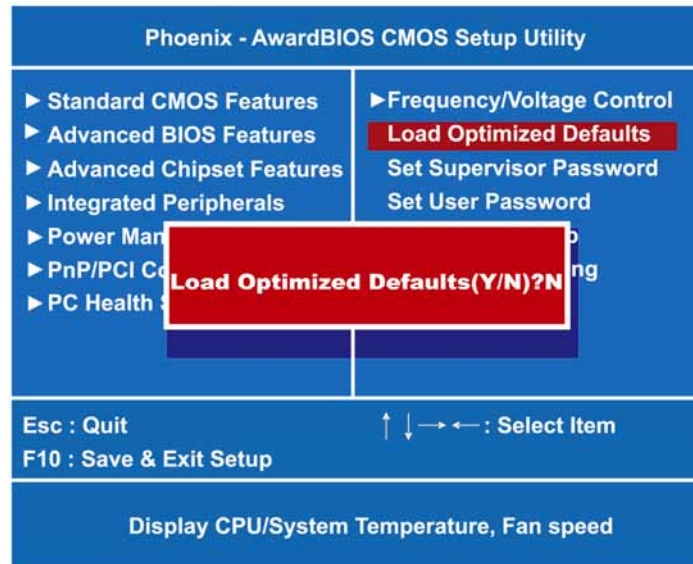 Phoenix - AwardBIOS CMOS Setup Utility
► Standard CMOS Features
► Advanced BIOS Features
► Advanced Chipset Features
► Integrated Peripherals
► Power Man
► PnP/PCI Co
► PC Health
►Frequency/Voltage Control
Load Optimized Defaults
Set Supervisor Password
Set User Password
ng
Load Optimized Defaults(Y/N)?N
Esc : Quit
↑ ↓ → ← : Select Item
F10 : Save & Exit Setup
Display CPU/System Temperature, Fan speed